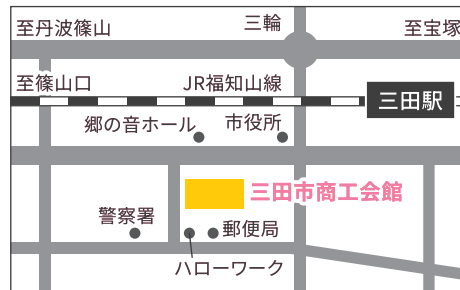 至丹波篠山
三輪
至宝塚
至篠山口
JR福知山線
三田駅
郷の音ホール
市役所
三田市商工会館
警察署
郵便局
ハローワーク